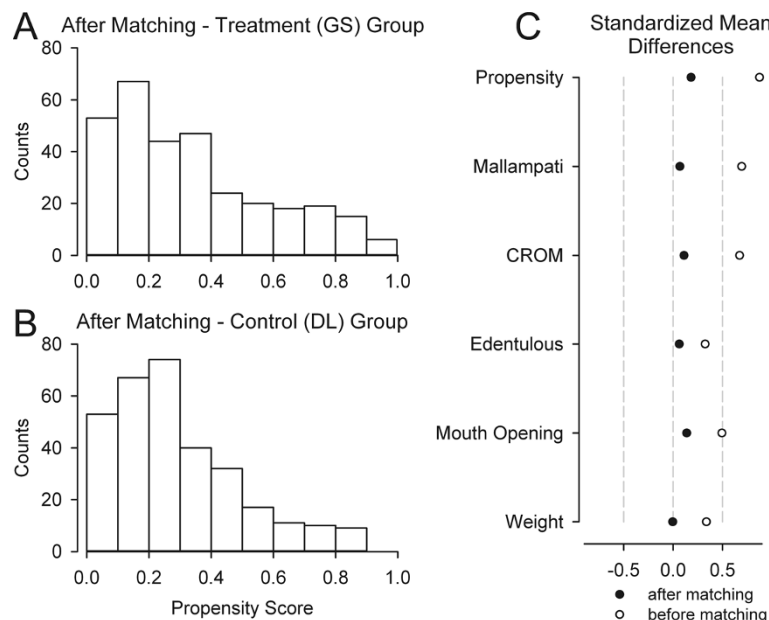 A
After Matching - Treatment (GS) Group
80
60
40
20
0
Counts
0.0 0.2 0.4 0.6 0.8 1.0
B
After Matching - Control (DL) Group
80
60
40
20
0
Counts
0.0 0.2 0.4 0.6 0.8 1.0
Propensity Score
C
Standardized Mean
Differences
Propensity
Mallampati
CROM
Edentulous
Mouth Opening
Weight
-0.5 0.0 0.5
after matching
before matching